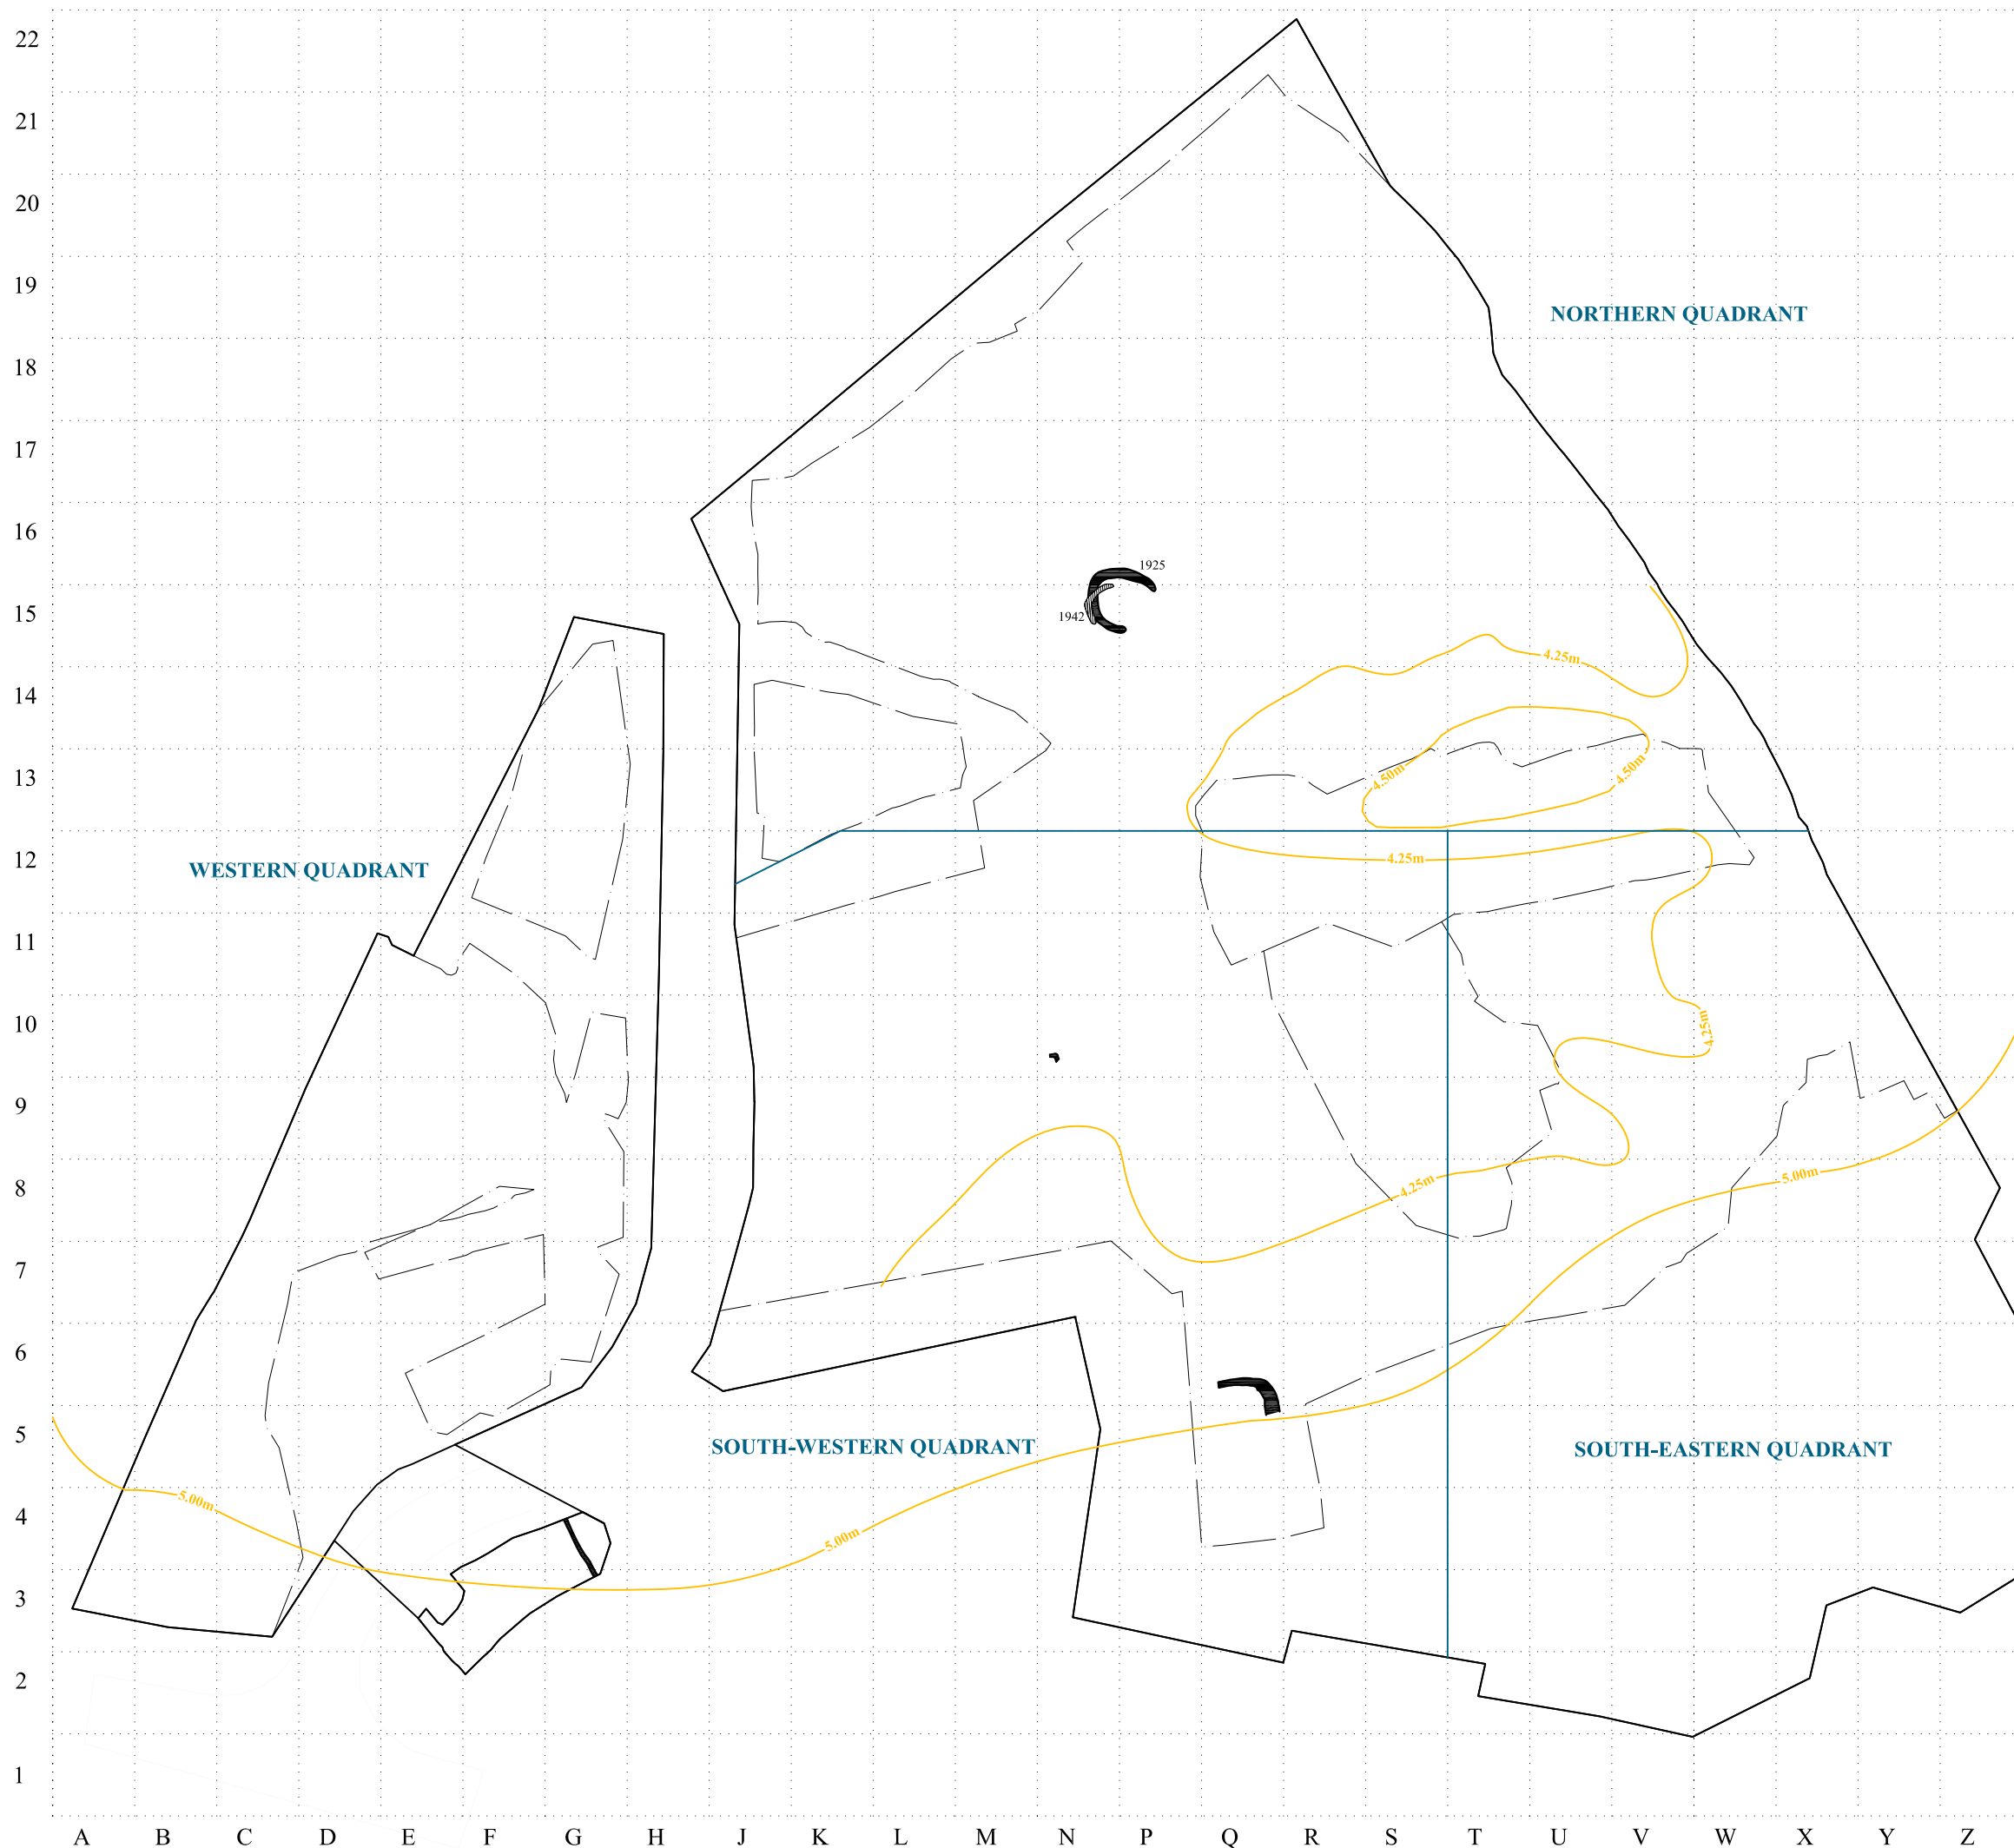 22
21
20
19
NORTHERN QUADRANT
18
17
16
1925
15
1942
4.25m
14
13
4.50m
4.50m
12
4.25m
WESTERN QUADRANT
11
10
4.25m
9
8
4.25m
5.00m
7
6
5
SOUTH-WESTERN QUADRANT
SOUTH-EASTERN QUADRANT
5.00m
4
5.00m
3
2
1
A B C D E F G H J K L M N P Q R S T U V W X Y Z